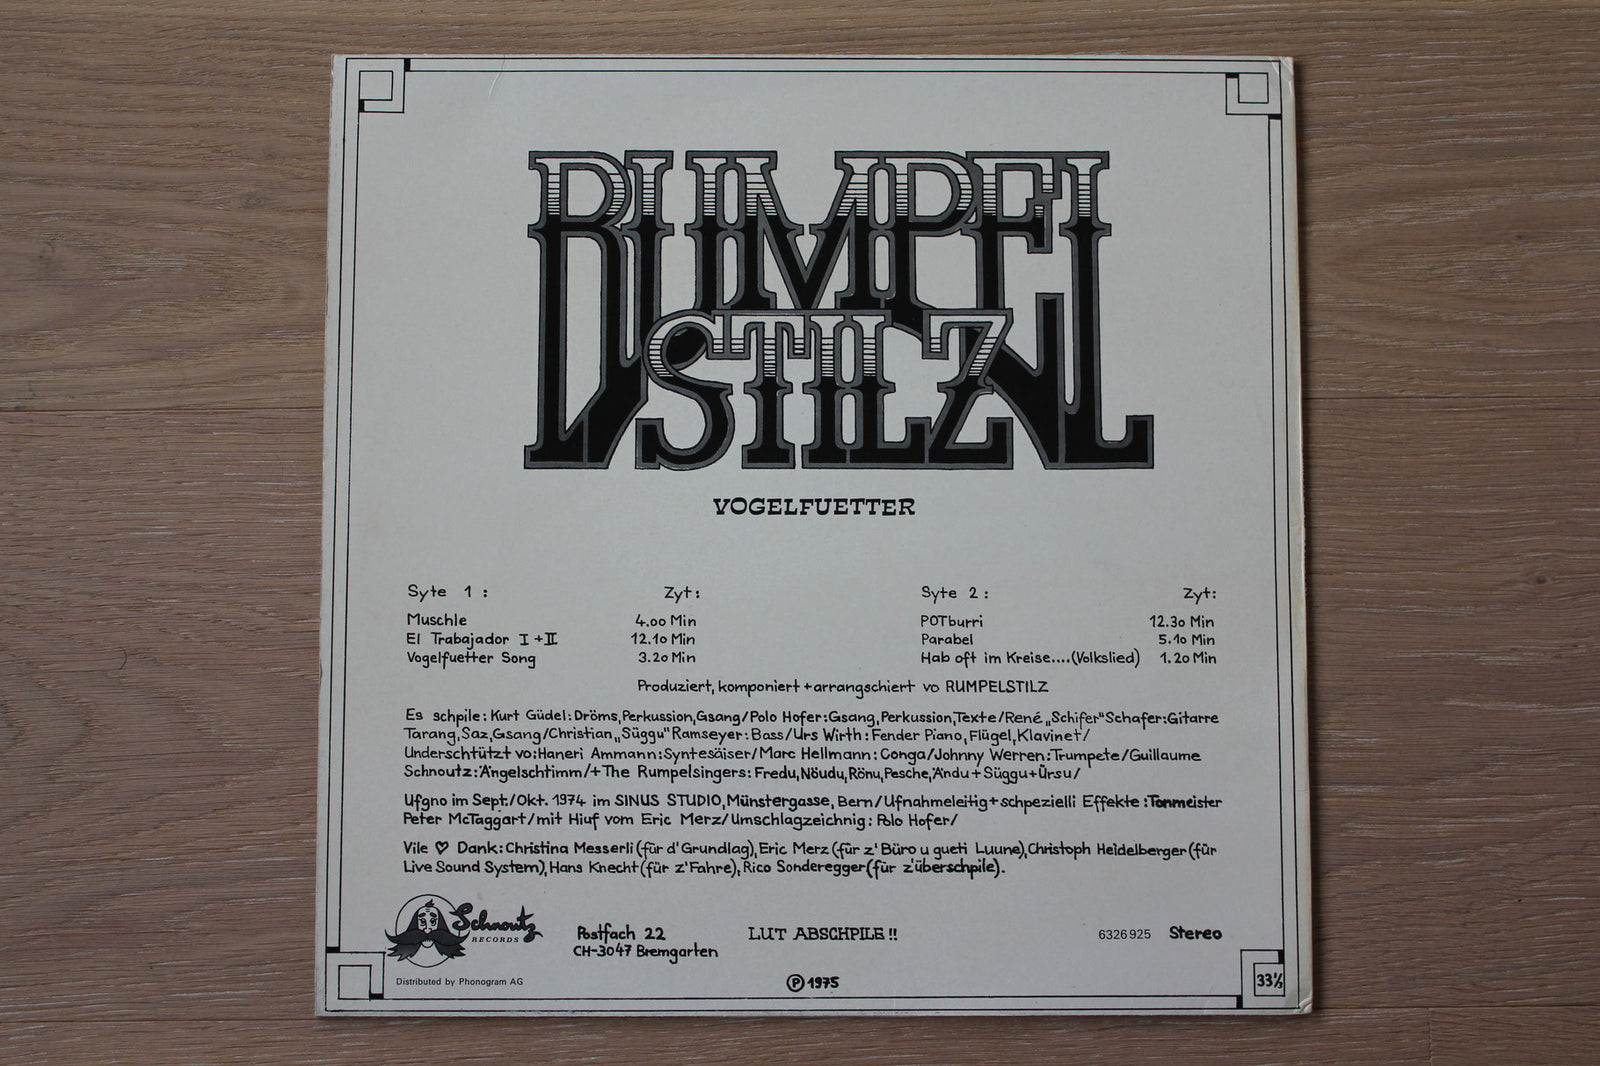 RUMPEL
STILZ
VOGELFUETTER
Syte 1 : Zyt:
Muschle 4.00 Min
El Trabajador I + II 12.10 Min
Vogelfuetter Song 3.20 Min
Syte 2 : Zyt:
POTburri 12.30 Min
Parabel 5.10 Min
Hab oft im Kreise....(Volkslied) 1.20 Min
Produziert, komponiert + arrangschiert vo RUMPELSTILZ
Es schpile: Kurt Güdel: Dröms, Perkussion, Gsang/Polo Hofer: Gsang, Perkussion, Texte/René „Schifer" Schafer: Gitarre
Tarang, Saz, Gsang/Christian „Süggu" Ramseyer: Bass/Urs Wirth: Fender Piano, Flügel, Klavinet/
Underschtützt vo: Haneri Ammann: Syntesäiser/Marc Hellmann: Conga/Johnny Werren: Trumpete/Guillaume
Schnoutz: Ängelschtimm/+The Rumpelsingers: Fredu, Nöudu, Rönu, Pesche, Ändu + Süggu + Ürsu/
Ufgno im Sept./Okt. 1974 im SINUS STUDIO, Münstergasse, Bern/Ufnahmeleitig + schpezielli Effekte: Tonmeister
Peter McTaggart/mit Hiuf vom Eric Merz/Umschlagzeichnig: Polo Hofer/
Vile ♡ Dank: Christina Messerli (für d'Grundlag), Eric Merz (für z'Büro u gueti Luune), Christoph Heidelberger (für
Live Sound System), Hans Knecht (für z'Fahre), Rico Sonderegger (für z'überschpile).
Schnoutz
RECORDS
Distributed by Phonogram AG
Postfach 22
CH-3047 Bremgarten
LUT ABSCHPILE !!
℗ 1975
6326 925 Stereo
33⅓